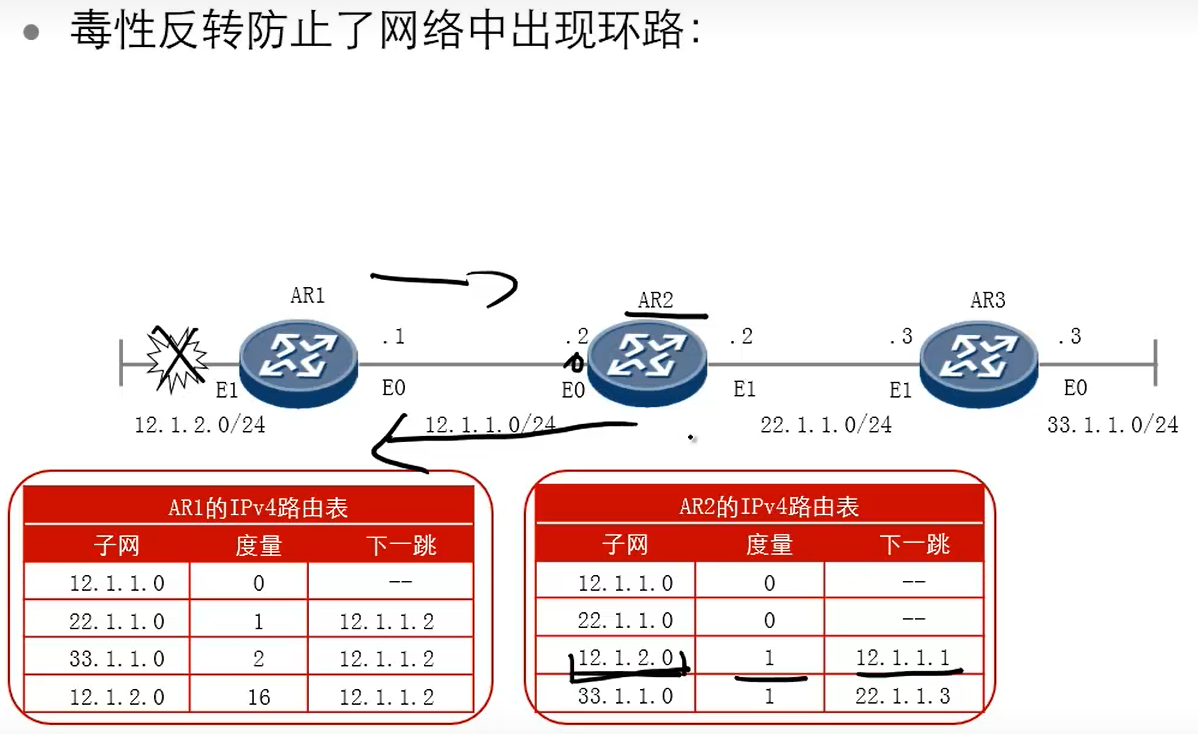 毒性反转防止了网络中出现环路：
AR1 AR2 AR3
.1 .2 .2 .3 .3
E1 E0 E0 E1 E1 E0
12.1.2.0/24 12.1.1.0/24 22.1.1.0/24 33.1.1.0/24
AR1的IPv4路由表
子网 度量 下一跳
12.1.1.0 0 --
22.1.1.0 1 12.1.1.2
33.1.1.0 2 12.1.1.2
12.1.2.0 16 12.1.1.2
AR2的IPv4路由表
子网 度量 下一跳
12.1.1.0 0 --
22.1.1.0 0 --
12.1.2.0 1 12.1.1.1
33.1.1.0 1 22.1.1.3